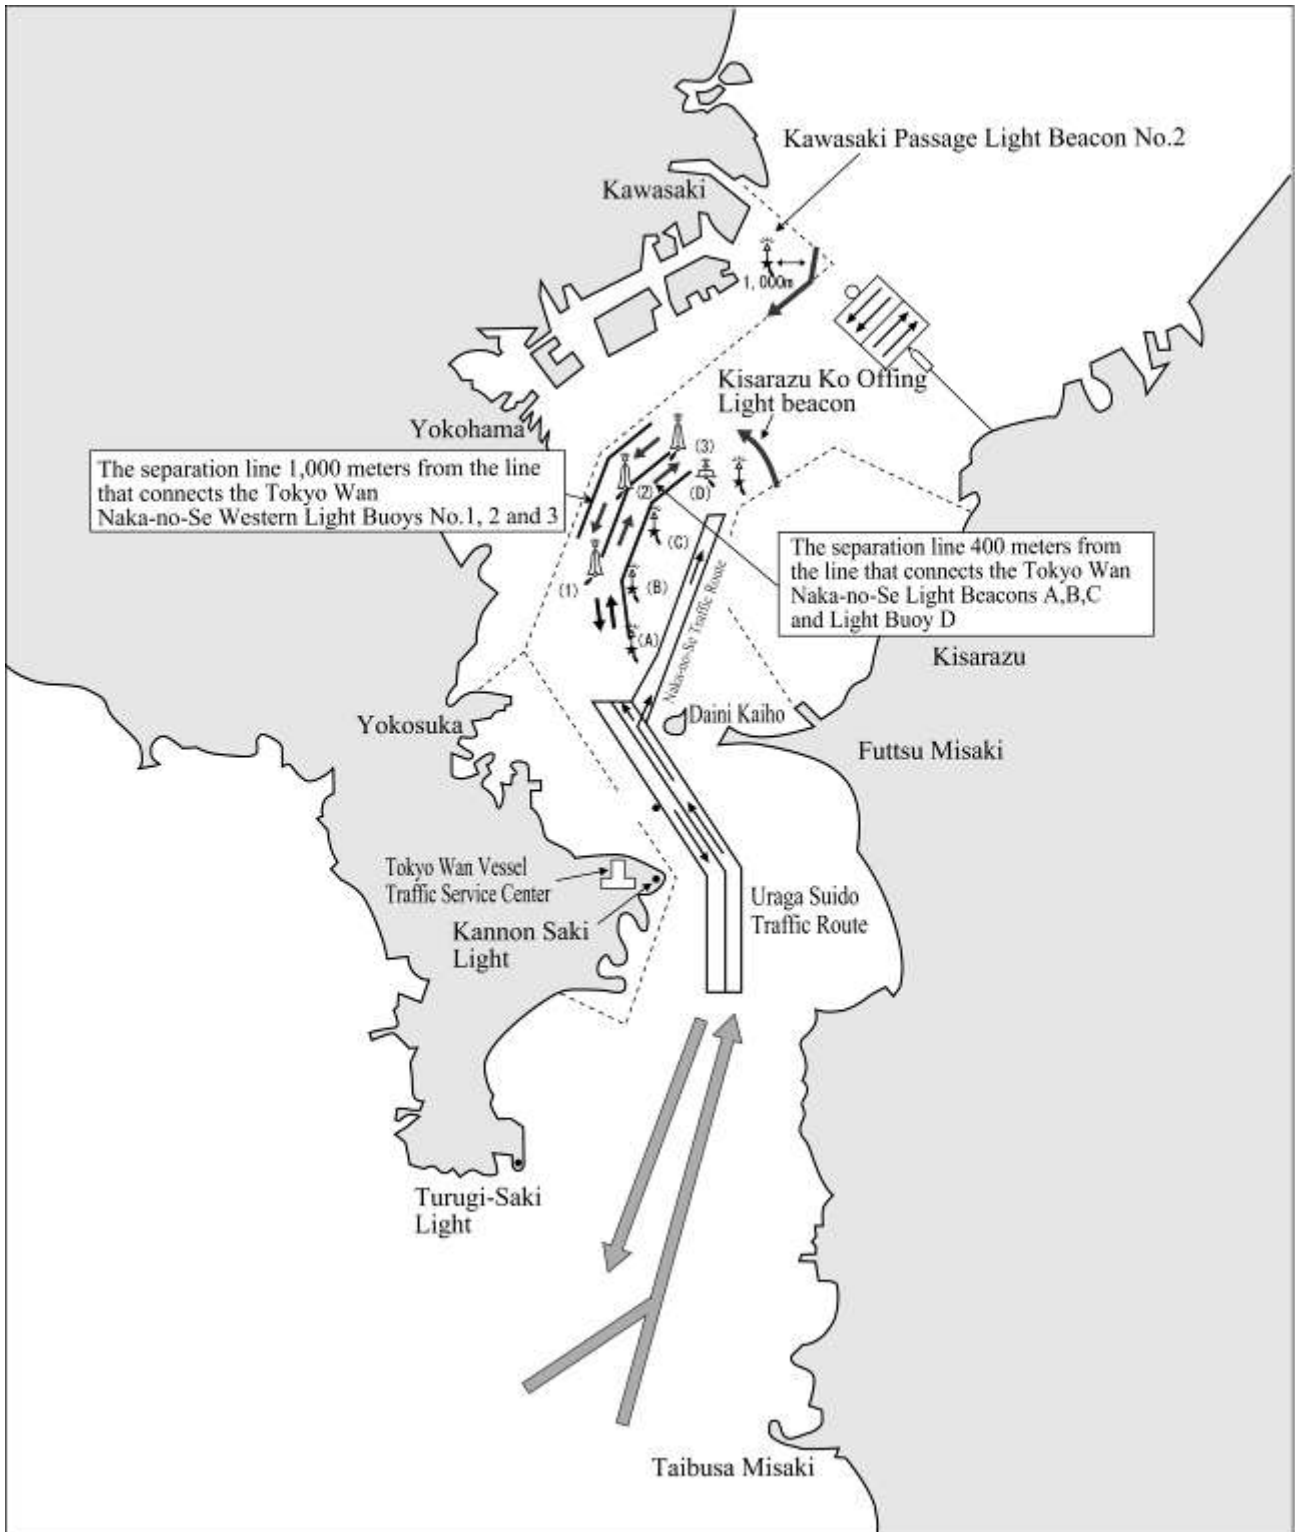 Kawasaki Passage Light Beacon No.2
Kawasaki
1,000m
Kisarazu Ko Offing
Light beacon
Yokohama
The separation line 1,000 meters from the line
that connects the Tokyo Wan
Naka-no-Se Western Light Buoys No.1, 2 and 3
(3)
(2)
(D)
(C)
(1)
(B)
(A)
The separation line 400 meters from
the line that connects the Tokyo Wan
Naka-no-Se Light Beacons A,B,C
and Light Buoy D
Naka-no-Se Traffic Route
Kisarazu
Yokosuka
Daini Kaiho
Futtsu Misaki
Tokyo Wan Vessel
Traffic Service Center
Kannon Saki
Light
Uraga Suido
Traffic Route
Turugi-Saki
Light
Taibusa Misaki